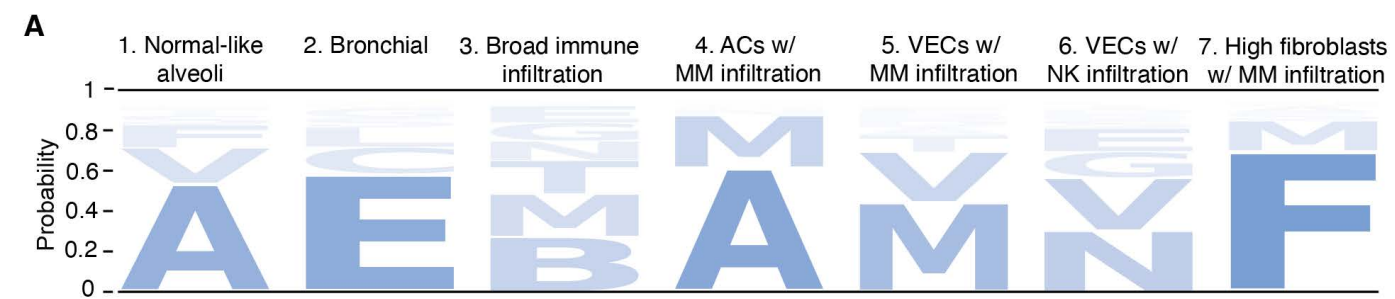 A
1. Normal-like alveoli
2. Bronchial
3. Broad immune infiltration
4. ACs w/ MM infiltration
5. VECs w/ MM infiltration
6. VECs w/ NK infiltration
7. High fibroblasts w/ MM infiltration
Probability
1
0.8
0.6
0.4
0.2
0
F
V
A
L
C
E
E
G
N
T
M
B
M
A
T
V
M
E
G
V
N
M
F